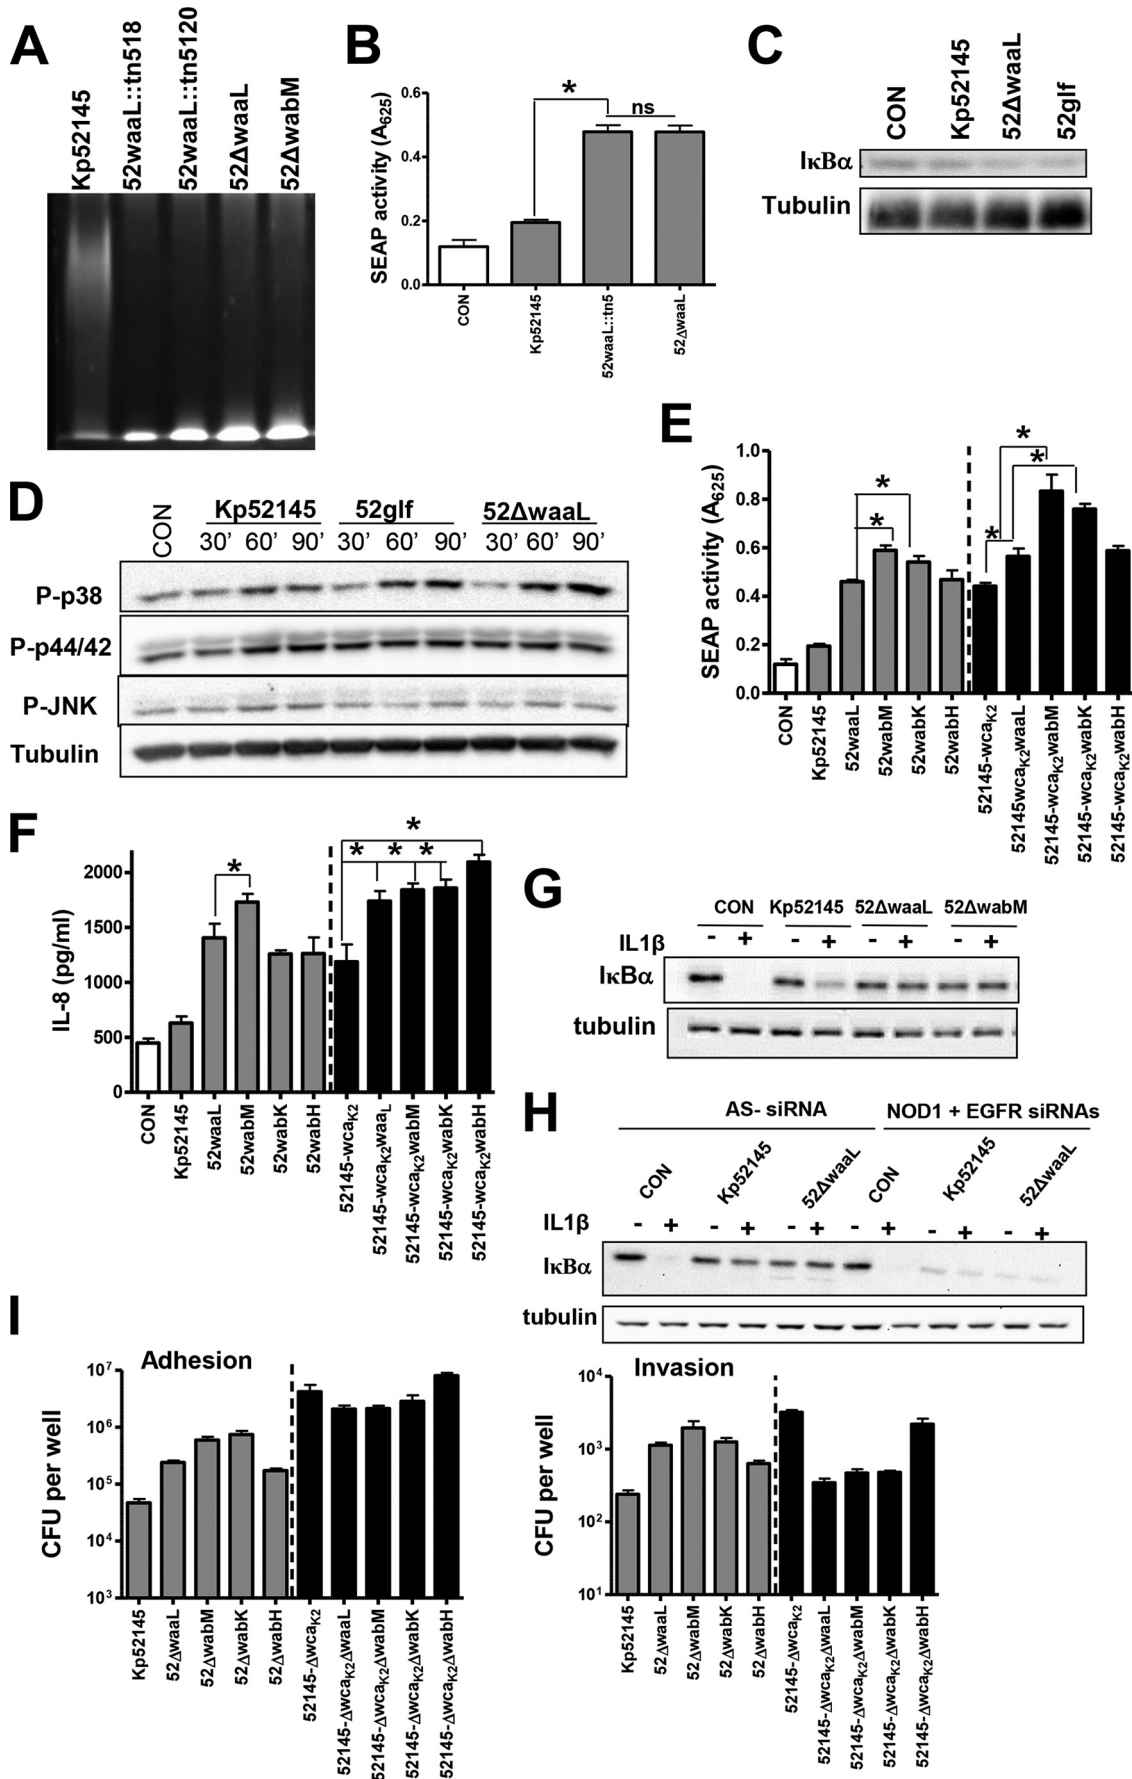 A
Kp52145
52waaL::tn518
52waaL::tn5120
52ΔwaaL
52ΔwabM
B
SEAP activity (A625)
0.6
0.4
0.2
0.0
*
ns
CON
Kp52145
52waaL::tn5
52ΔwaaL
C
CON
Kp52145
52ΔwaaL
52glf
IκBα
Tubulin
D
CON
Kp52145
52glf
52ΔwaaL
30’ 60’ 90’ 30’ 60’ 90’ 30’ 60’ 90’
P-p38
P-p44/42
P-JNK
Tubulin
E
SEAP activity (A625)
1.0
0.8
0.6
0.4
0.2
0.0
*
*
*
*
*
CON
Kp52145
52waaL
52wabM
52wabK
52wabH
52145-wcaK2
52145wcaK2waaL
52145-wcaK2wabM
52145-wcaK2wabK
52145-wcaK2wabH
F
IL-8 (pg/ml)
2000
1500
1000
500
0
*
*
* * *
CON
Kp52145
52waaL
52wabM
52wabK
52wabH
52145-wcaK2
52145-wcaK2waaL
52145-wcaK2wabM
52145-wcaK2wabK
52145-wcaK2wabH
G
CON Kp52145 52ΔwaaL 52ΔwabM
IL1β - + - + - + - +
IκBα
tubulin
H
AS- siRNA NOD1 + EGFR siRNAs
CON
Kp52145
52ΔwaaL
CON
Kp52145
52ΔwaaL
IL1β - + - + - + - + - + - +
IκBα
tubulin
I
Adhesion
CFU per well
10⁷
10⁶
10⁵
10⁴
10³
Kp52145
52ΔwaaL
52ΔwabM
52ΔwabK
52ΔwabH
52145-ΔwcaK2
52145-ΔwcaK2ΔwaaL
52145-ΔwcaK2ΔwabM
52145-ΔwcaK2ΔwabK
52145-ΔwcaK2ΔwabH
Invasion
CFU per well
10⁴
10³
10²
10¹
Kp52145
52ΔwaaL
52ΔwabM
52ΔwabK
52ΔwabH
52145-ΔwcaK2
52145-ΔwcaK2ΔwaaL
52145-ΔwcaK2ΔwabM
52145-ΔwcaK2ΔwabK
52145-ΔwcaK2ΔwabH